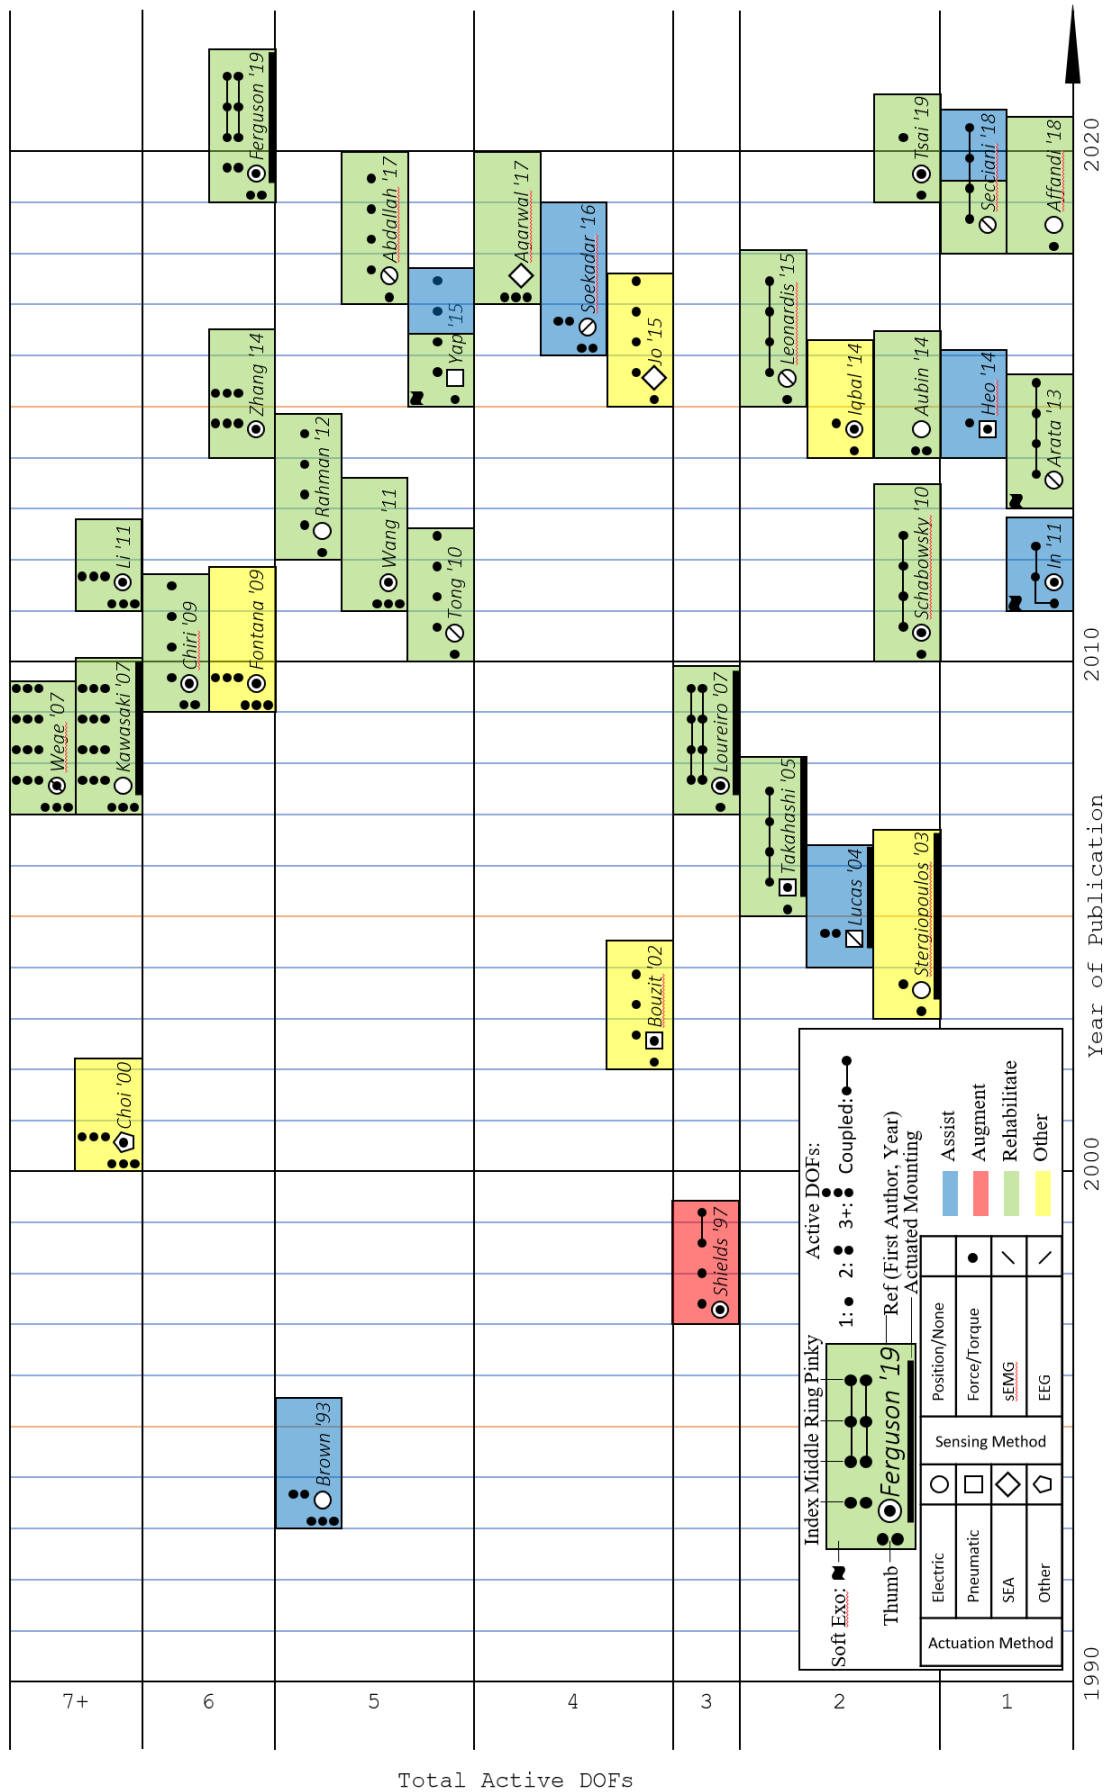 Total Active DOFs
7+
6
5
4
3
2
1
1990
2000
2010
2020
Year of Publication
Wege '07
Kawasaki '07
Choi '00
Li '11
Chiri '09
Fontana '09
Zhang '14
Ferguson '19
Brown '93
Rahman '12
Wang '11
Tong '10
Abdallah '17
Yap '15
Agarwal '17
Soekadar '16
Jo '15
Bouzit '02
Shields '97
Loureiro '07
Takahashi '05
Lucas '04
Stergiopoulos '03
Leonardis '15
Iqbal '14
Aubin '14
Schabowsky '10
Tsai '19
Heo '14
Secciani '18
In '11
Arata '13
Affandi '18
Index Middle Ring Pinky
Active DOFs:
1: 2: 3+: Coupled:
Soft Exo:
Ferguson '19
Thumb
Ref (First Author, Year)
Actuated Mounting
Actuation Method
Electric
Pneumatic
SEA
Other
Sensing Method
Position/None
Force/Torque
sEMG
EEG
Assist
Augment
Rehabilitate
Other